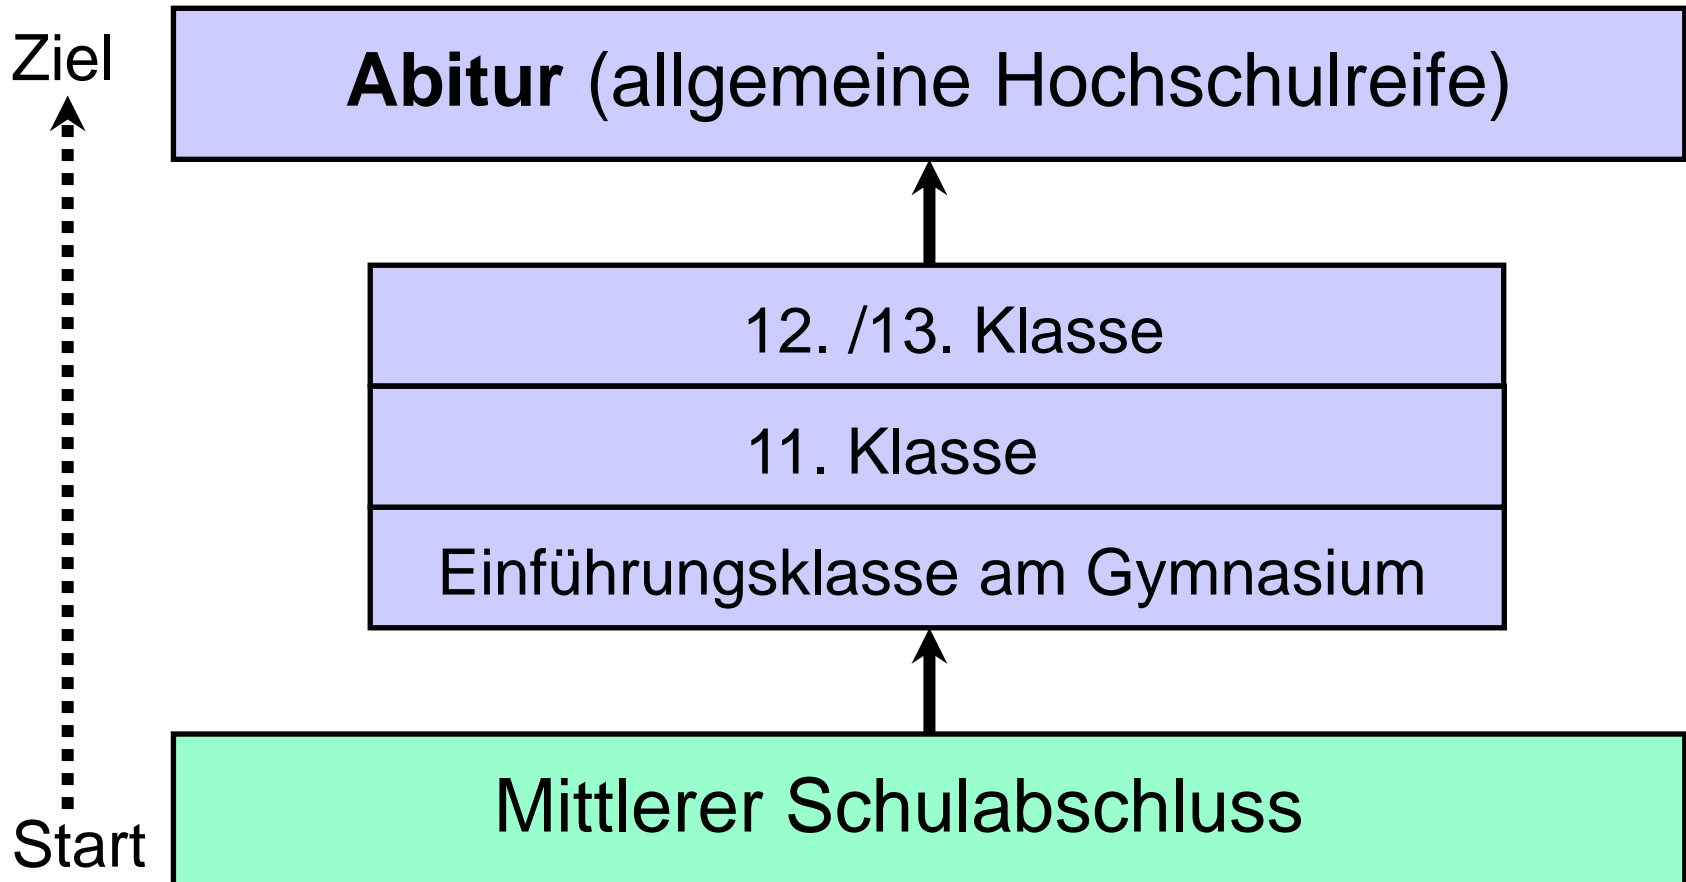 Ziel
Abitur (allgemeine Hochschulreife)
12. /13. Klasse
11. Klasse
Einführungsklasse am Gymnasium
Mittlerer Schulabschluss
Start